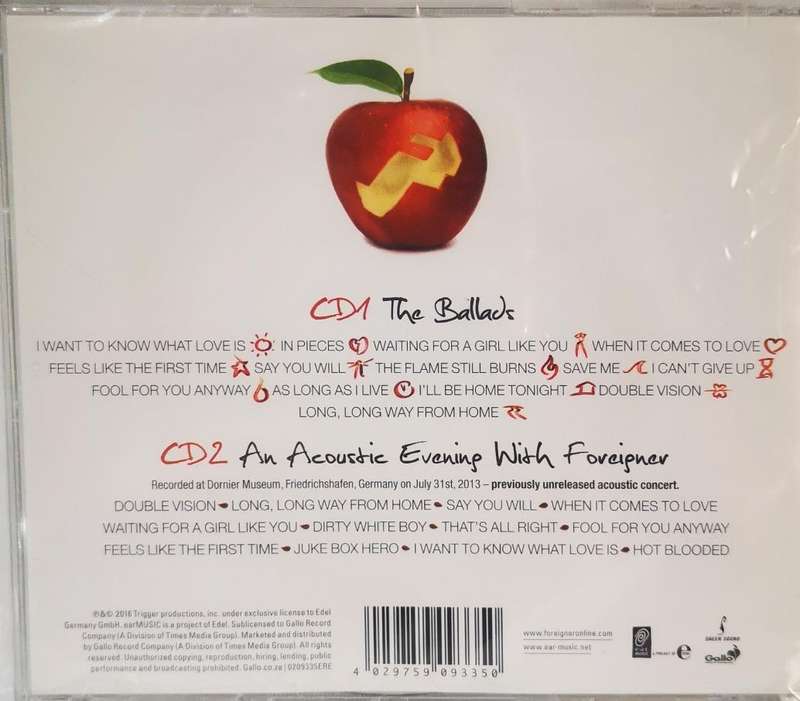 CD1 The Ballads
I WANT TO KNOW WHAT LOVE IS IN PIECES WAITING FOR A GIRL LIKE YOU WHEN IT COMES TO LOVE
FEELS LIKE THE FIRST TIME SAY YOU WILL THE FLAME STILL BURNS SAVE ME I CAN'T GIVE UP
FOOL FOR YOU ANYWAY AS LONG AS I LIVE I'LL BE HOME TONIGHT DOUBLE VISION
LONG, LONG WAY FROM HOME
CD2 An Acoustic Evening With Foreigner
Recorded at Dornier Museum, Friedrichshafen, Germany on July 31st, 2013 – previously unreleased acoustic concert.
DOUBLE VISION • LONG, LONG WAY FROM HOME • SAY YOU WILL • WHEN IT COMES TO LOVE
WAITING FOR A GIRL LIKE YOU • DIRTY WHITE BOY • THAT'S ALL RIGHT • FOOL FOR YOU ANYWAY
FEELS LIKE THE FIRST TIME • JUKE BOX HERO • I WANT TO KNOW WHAT LOVE IS • HOT BLOODED
℗&© 2016 Trigger productions, inc. under exclusive license to Edel
Germany GmbH. earMUSIC is a project of Edel. Sublicensed to Gallo Record
Company (A Division of Times Media Group). Marketed and distributed
by Gallo Record Company (A Division of Times Media Group). All rights
reserved. Unauthorized copying, reproduction, hiring, lending, public
performance and broadcasting prohibited. Gallo.co.za | 0209335ERE
4 029759 093350
www.foreigneronline.com
www.ear-music.net
ear MUSIC
A PROJECT OF e
GREEN SOUND
Gallo